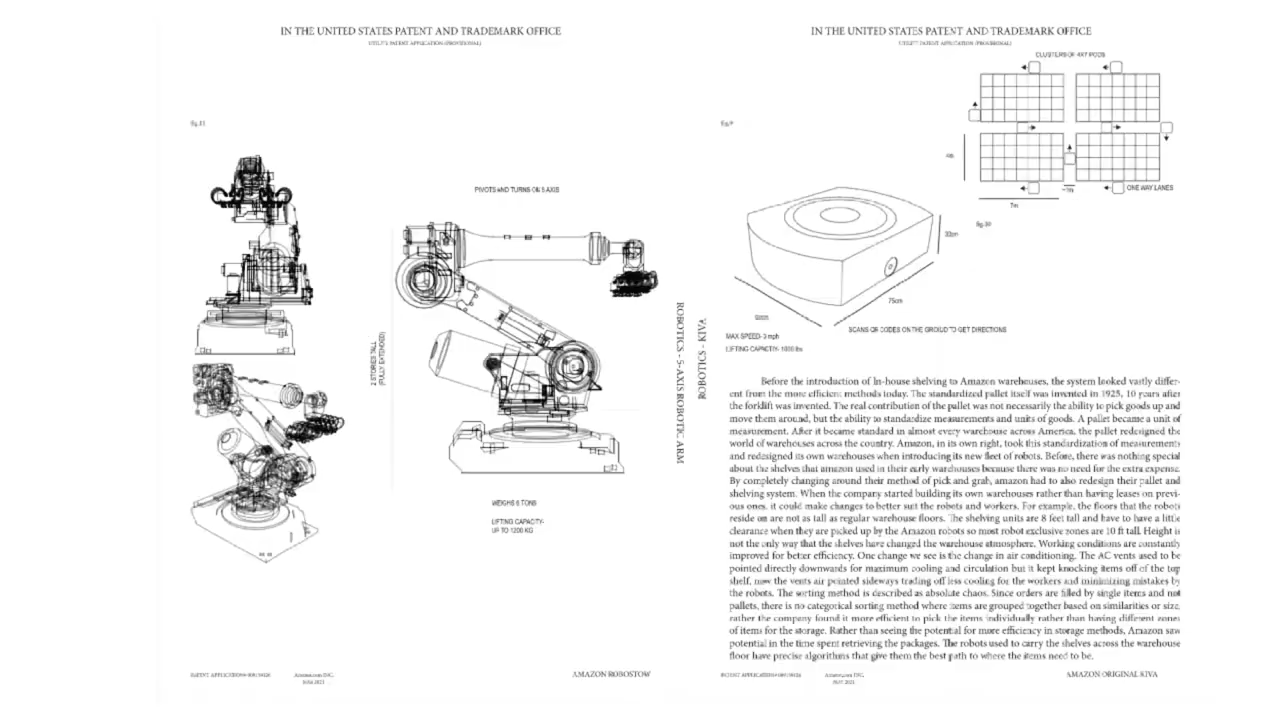 IN THE UNITED STATES PATENT AND TRADEMARK OFFICE
UTILITY PATENT APPLICATION (PROVISIONAL)
fig.11
PIVOTS AND TURNS ON 5 AXIS
2 STORIES TALL
(FULLY EXTENDED)
WEIGHS 6 TONS
LIFTING CAPACITY-
UP TO 1200 KG
ROBOTICS - 5-AXIS ROBOTIC ARM
Amazon.com INC.
MAY 2021
AMAZON ROBOSTOW
IN THE UNITED STATES PATENT AND TRADEMARK OFFICE
UTILITY PATENT APPLICATION (PROVISIONAL)
CLUSTERS OF 4X7 PODS
fig.9
4m
1m
ONE WAY LANES
7m
fig.10
30cm
75cm
SCANS QR CODES ON THE GROUND TO GET DIRECTIONS
MAX SPEED- 3 mph
LIFTING CAPACITY- 1000 lbs
ROBOTICS - KIVA
Before the introduction of In-house shelving to Amazon warehouses, the system looked vastly differ-
ent from the more efficient methods today. The standardized pallet itself was invented in 1925, 10 years after
the forklift was invented. The real contribution of the pallet was not necessarily the ability to pick goods up and
move them around, but the ability to standardize measurements and units of goods. A pallet became a unit of
measurement. After it became standard in almost every warehouse across America, the pallet redesigned the
world of warehouses across the country. Amazon, in its own right, took this standardization of measurements
and redesigned its own warehouses when introducing its new fleet of robots. Before, there was nothing special
about the shelves that amazon used in their early warehouses because there was no need for the extra expense.
By completely changing around their method of pick and grab, amazon had to also redesign their pallet and
shelving system. When the company started building its own warehouses rather than having leases on previ-
ous ones, it could make changes to better suit the robots and workers. For example, the floors that the robots
reside on are not as tall as regular warehouse floors. The shelving units are 8 feet tall and have to have a little
clearance when they are picked up by the Amazon robots so most robot exclusive zones are 10 ft tall. Height is
not the only way that the shelves have changed the warehouse atmosphere. Working conditions are constantly
improved for better efficiency. One change we see is the change in air conditioning. The AC vents used to be
pointed directly downwards for maximum cooling and circulation but it kept knocking items off of the top
shelf, now the vents air pointed sideways trading off less cooling for the workers and minimizing mistakes by
the robots. The sorting method is described as absolute chaos. Since orders are filled by single items and not
pallets, there is no categorical sorting method where items are grouped together based on similarities or size,
rather the company found it more efficient to pick the items individually rather than having different zones
of items for the storage. Rather than seeing the potential for more efficiency in storage methods, Amazon saw
potential in the time spent retrieving the packages. The robots used to carry the shelves across the warehouse
floor have precise algorithms that give them the best path to where the items need to be.
Amazon.com INC.
MAY 2021
AMAZON ORIGINAL KIVA